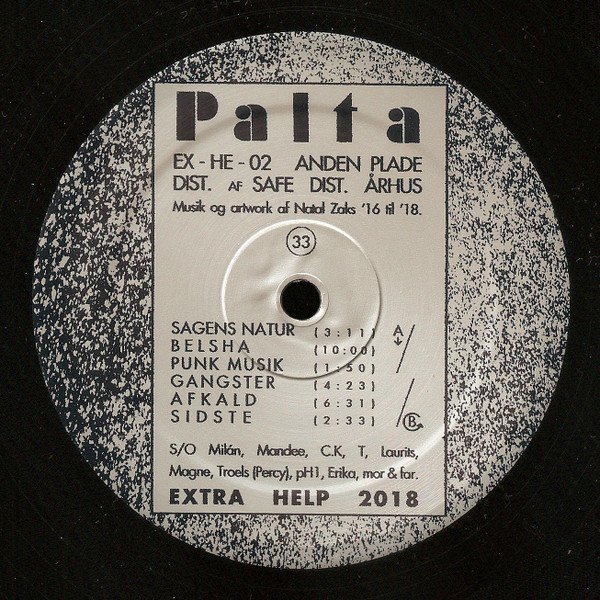 Palta
EX-HE-02 ANDEN PLADE
DIST. AF SAFE DIST. ÅRHUS
Musik og artwork af Natal Zaks '16 til '18.
33
SAGENS NATUR (3:11) A
BELSHA (10:00)
PUNK MUSIK (1:50)
GANGSTER (4:23)
AFKALD (6:31)
SIDSTE (2:33) B
S/O Milán, Mandee, C.K, T, Laurits,
Magne, Troels (Percy), pH1, Erika, mor & far.
EXTRA HELP 2018